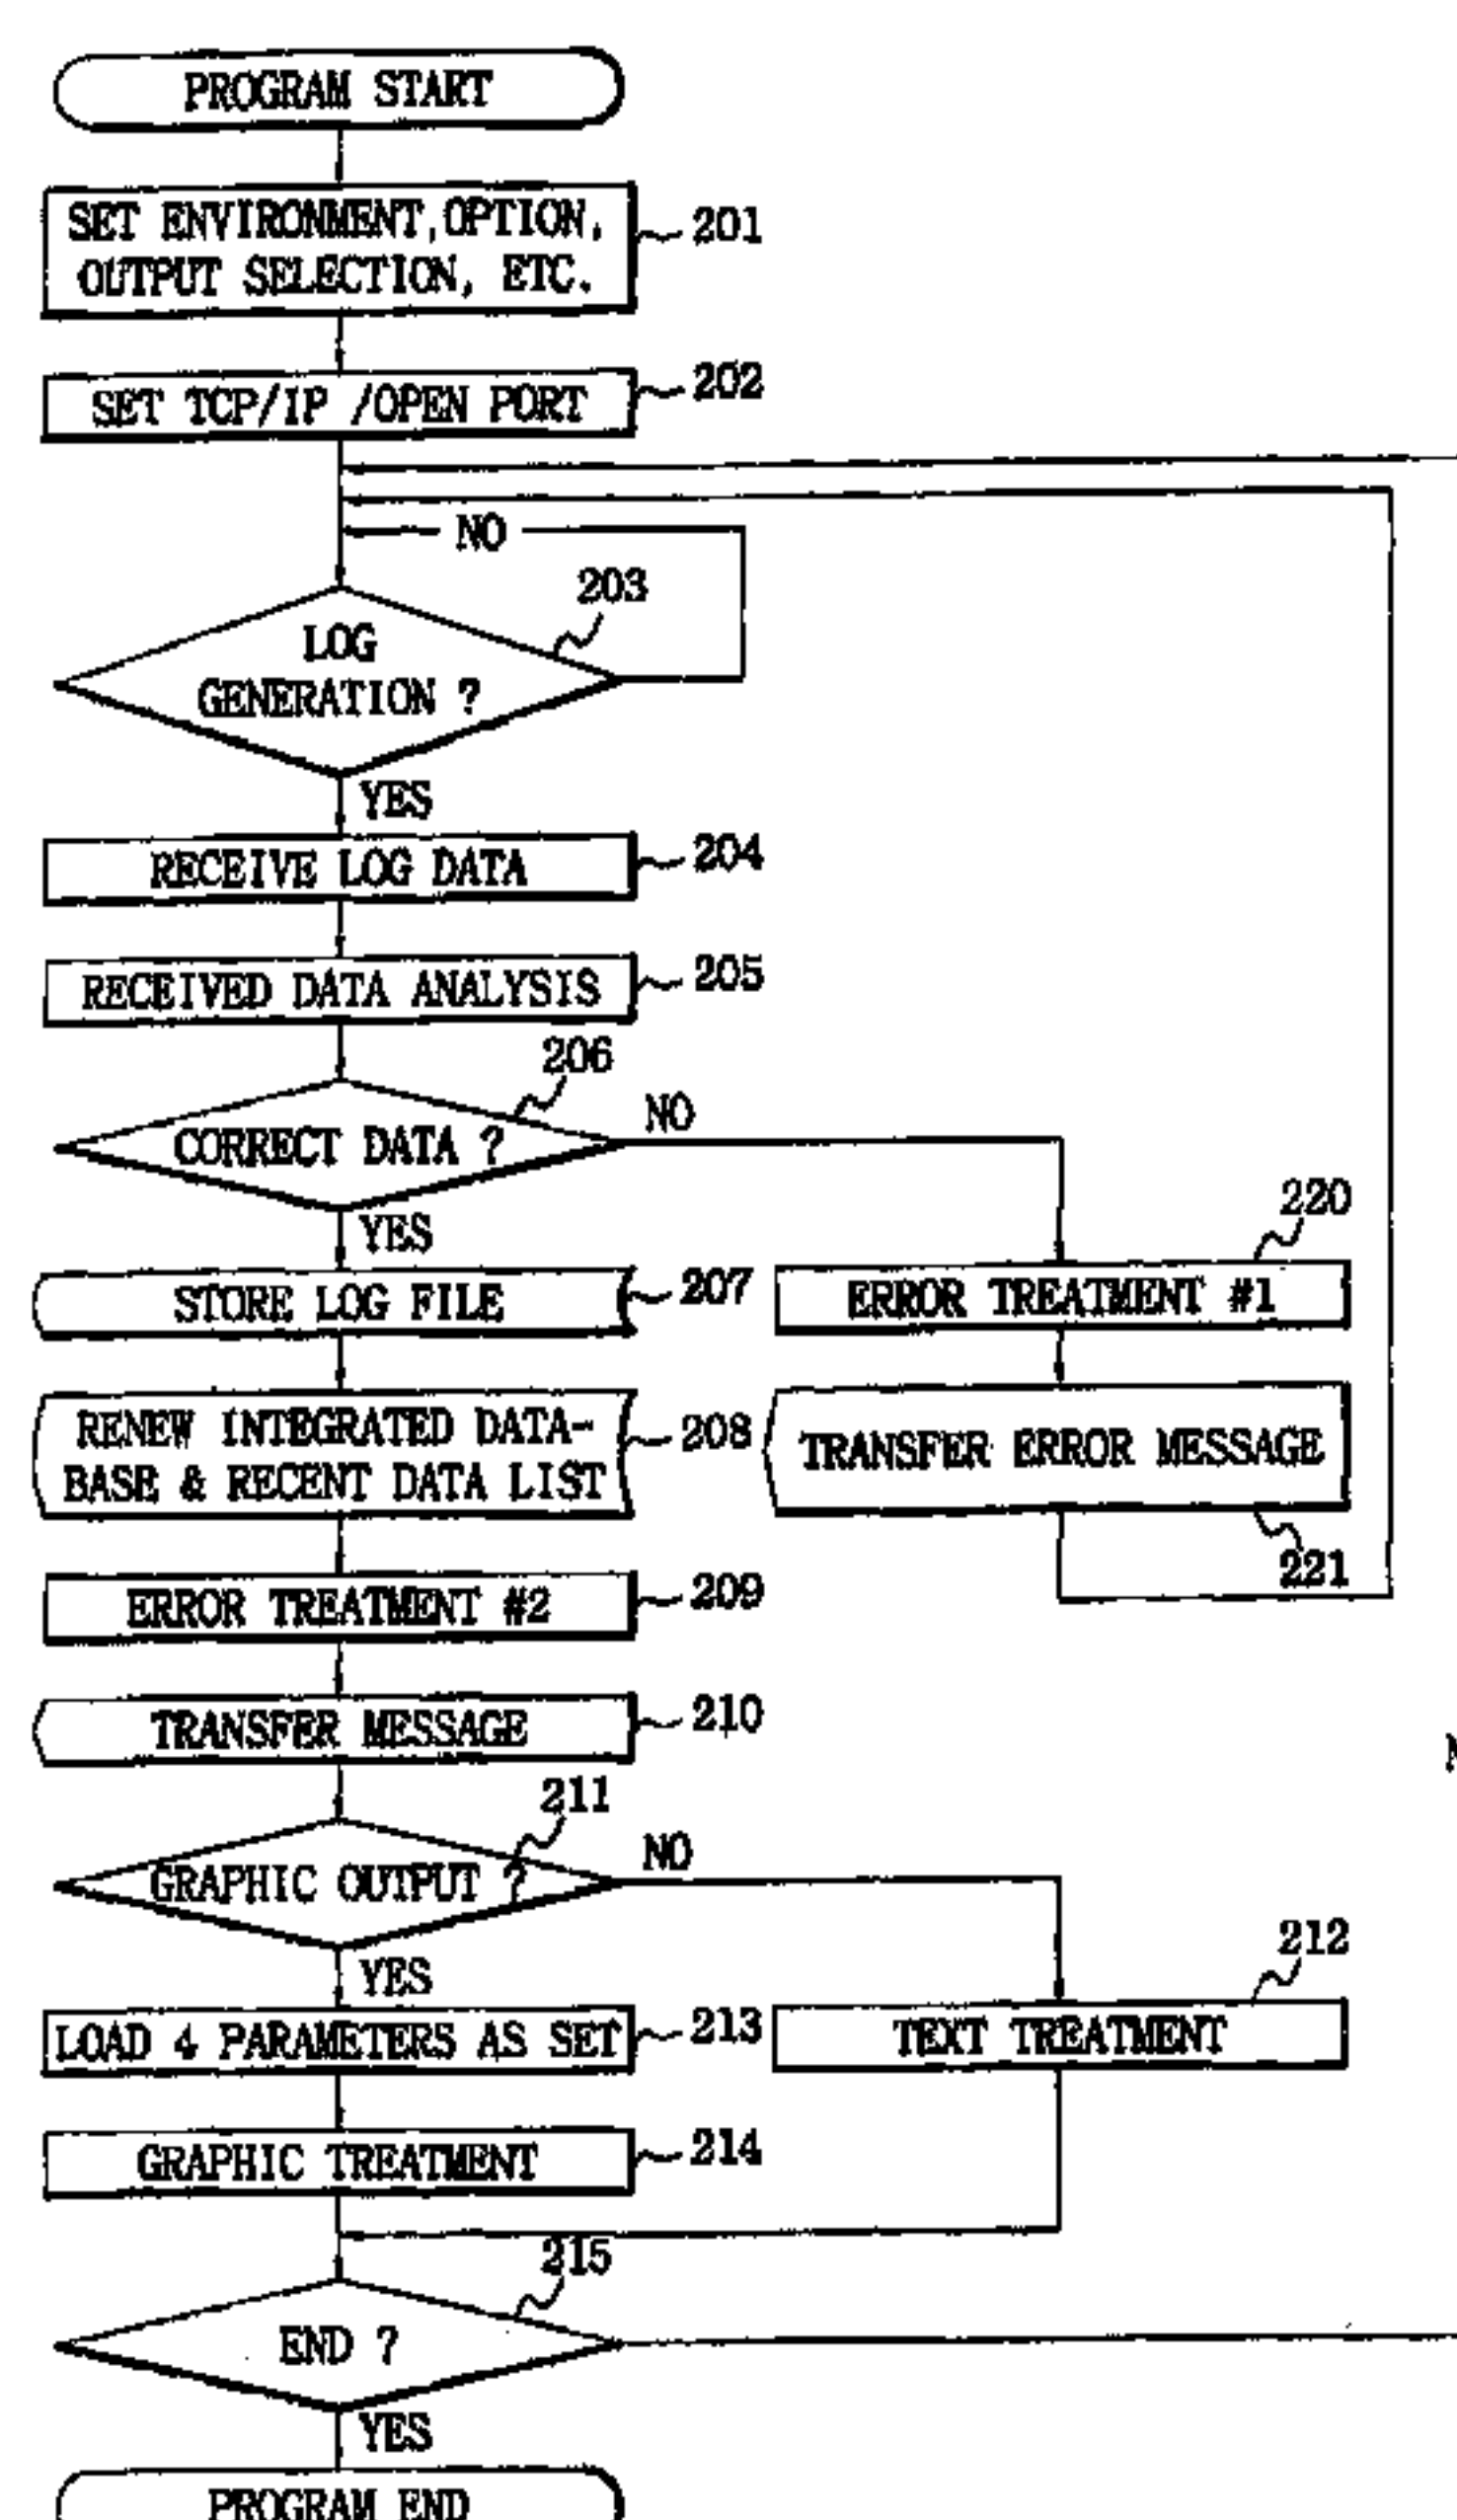 PROGRAM START
SET ENVIRONMENT, OPTION,
OUTPUT SELECTION, ETC.
201
SET TCP/IP /OPEN PORT
202
NO
203
LOG
GENERATION ?
YES
RECEIVE LOG DATA
204
RECEIVED DATA ANALYSIS
205
206
CORRECT DATA ?
NO
YES
220
STORE LOG FILE
207
ERROR TREATMENT #1
RENEW INTEGRATED DATA-
BASE & RECENT DATA LIST
208
TRANSFER ERROR MESSAGE
221
ERROR TREATMENT #2
209
TRANSFER MESSAGE
210
211
GRAPHIC OUTPUT ?
NO
YES
212
LOAD 4 PARAMETERS AS SET
213
TEXT TREATMENT
GRAPHIC TREATMENT
214
215
END ?
YES
PROGRAM END